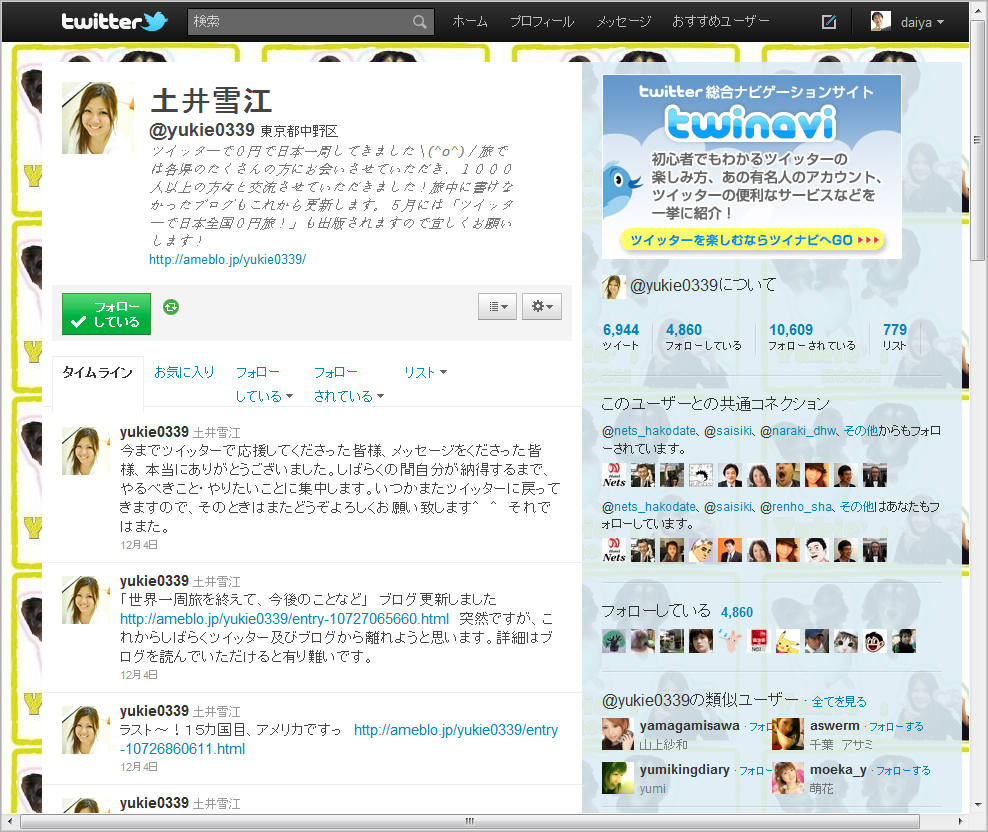 twitter
検索
ホーム プロフィール メッセージ おすすめユーザー
daiya
土井雪江
@yukie0339 東京都中野区
ツイッターで０円で日本一周してきました＼(^o^)／旅で
は各県のたくさんの方にお会いさせていただき、１０００
人以上の方々と交流させていただきました！旅中に書けな
かったブログもこれから更新します。５月には「ツイッタ
ーで日本全国０円旅！」も出版されますので宜しくお願い
します！
http://ameblo.jp/yukie0339/
フォロー
している
タイムライン お気に入り フォロー
している フォロー
されている リスト
yukie0339 土井雪江
今までツイッターで応援してくださった皆様、メッセージをくださった皆
様、本当にありがとうございました。しばらくの間自分が納得するまで、
やるべきこと・やりたいことに集中します。いつかまたツイッターに戻って
きますので、そのときはまたどうぞよろしくお願い致します＾＾ それで
はまた。
12月4日
yukie0339 土井雪江
「世界一周旅を終えて、今後のことなど」 ブログ更新しました
http://ameblo.jp/yukie0339/entry-10727065660.html 突然ですが、こ
れからしばらくツイッター及びブログから離れようと思います。詳細はブ
ログを読んでいただけると有り難いです。
12月4日
yukie0339 土井雪江
ラスト～！15カ国目、アメリカですっ http://ameblo.jp/yukie0339/entry
-10726860611.html
12月4日
yukie0339 土井雪江
twitter 総合ナビゲーションサイト
twinavi
初心者でもわかるツイッターの
楽しみ方、あの有名人のアカウント、
ツイッターの便利なサービスなどを
一挙に紹介！
ツイッターを楽しむならツイナビへGO
@yukie0339について
6,944 4,860 10,609 779
ツイート フォローしている フォローされている リスト
このユーザーとの共通コネクション
@nets_hakodate、@saisiki、@naraki_dhw、その他からもフォロ
ーされています。
Nets
@nets_hakodate、@saisiki、@renho_sha、その他はあなたもフ
ォローしています。
Nets
フォローしている 4,860
@yukie0339の類似ユーザー · 全てを見る
yamagamisawa · フォロ
山上紗和
aswerm · フォローする
千葉 アサミ
yumikingdiary · フォロー
yumi
moeka_y · フォローする
萌花